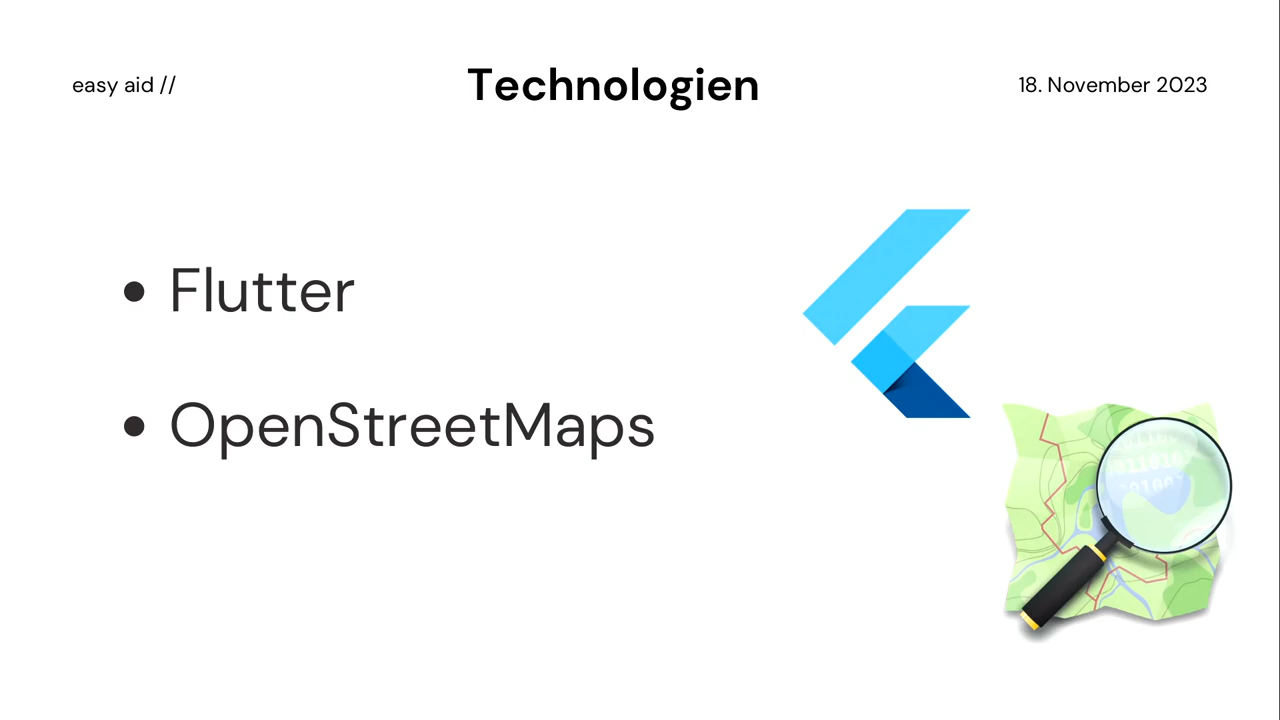 easy aid //
Technologien
18. November 2023
• Flutter
• OpenStreetMaps